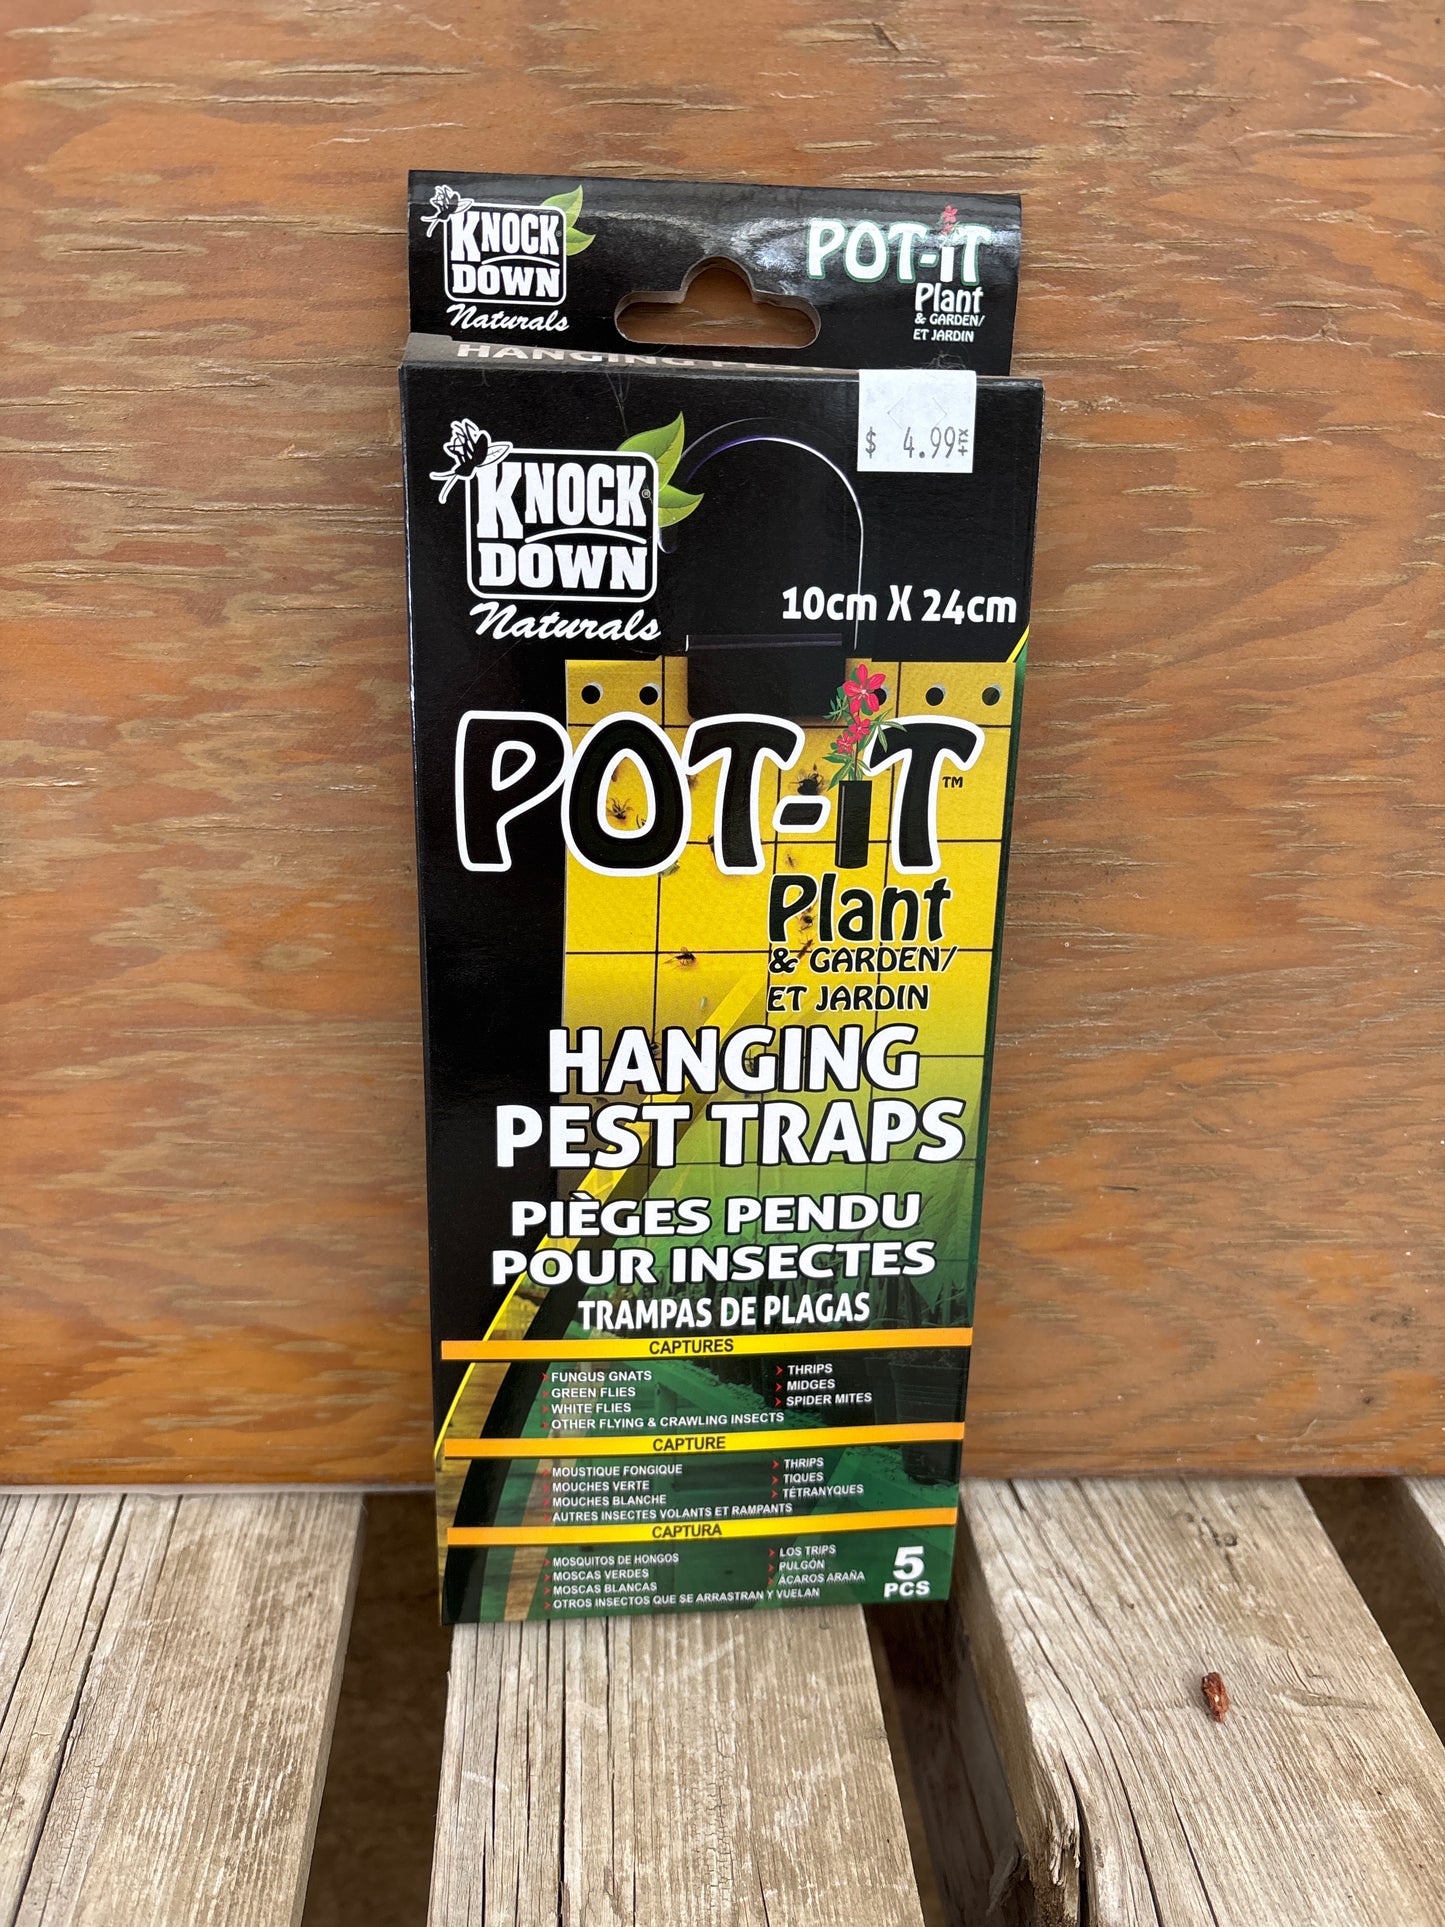 KNOCK
DOWN
Naturals
POT-iT
Plant
& GARDEN/
ET JARDIN
HANGING PEST
$ 4.99 +TX
KNOCK
DOWN
Naturals
10cm X 24cm
POT-iT™
Plant
& GARDEN/
ET JARDIN
HANGING
PEST TRAPS
PIÈGES PENDU
POUR INSECTES
TRAMPAS DE PLAGAS
CAPTURES
FUNGUS GNATS
GREEN FLIES
WHITE FLIES
OTHER FLYING & CRAWLING INSECTS
THRIPS
MIDGES
SPIDER MITES
CAPTURE
MOUSTIQUE FONGIQUE
MOUCHES VERTE
MOUCHES BLANCHE
AUTRES INSECTES VOLANTS ET RAMPANTS
THRIPS
TIQUES
TÉTRANYQUES
CAPTURA
MOSQUITOS DE HONGOS
MOSCAS VERDES
MOSCAS BLANCAS
OTROS INSECTOS QUE SE ARRASTRAN Y VUELAN
LOS TRIPS
PULGÓN
ÁCAROS ARAÑA
5
PCS